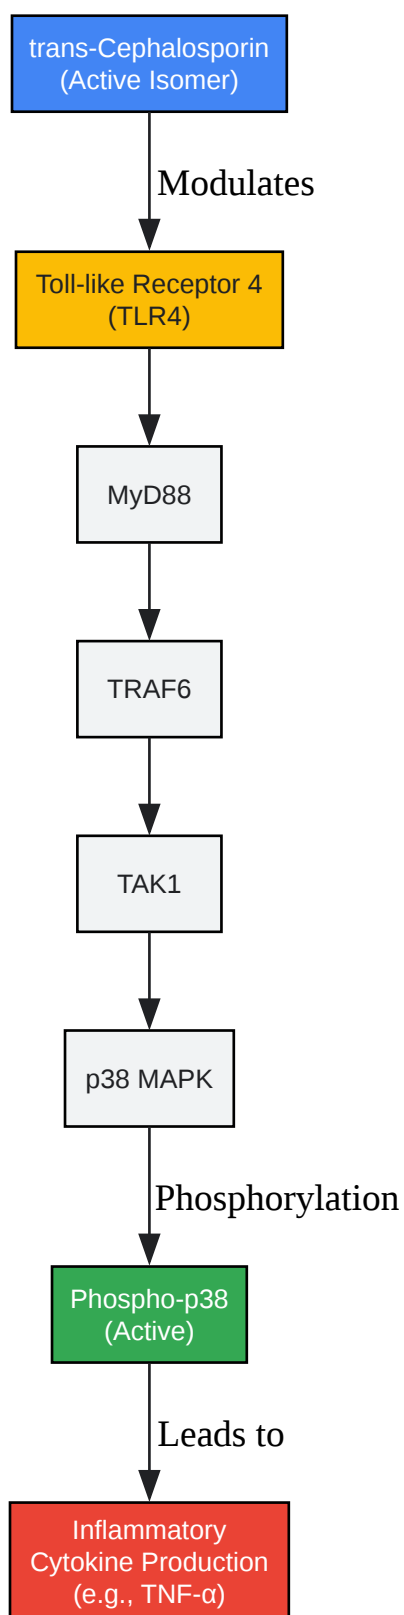 trans-Cephalosporin
(Active Isomer)
Modulates
Toll-like Receptor 4
(TLR4)
MyD88
TRAF6
TAK1
p38 MAPK
Phosphorylation
Phospho-p38
(Active)
Leads to
Inflammatory
Cytokine Production
(e.g., TNF-α)